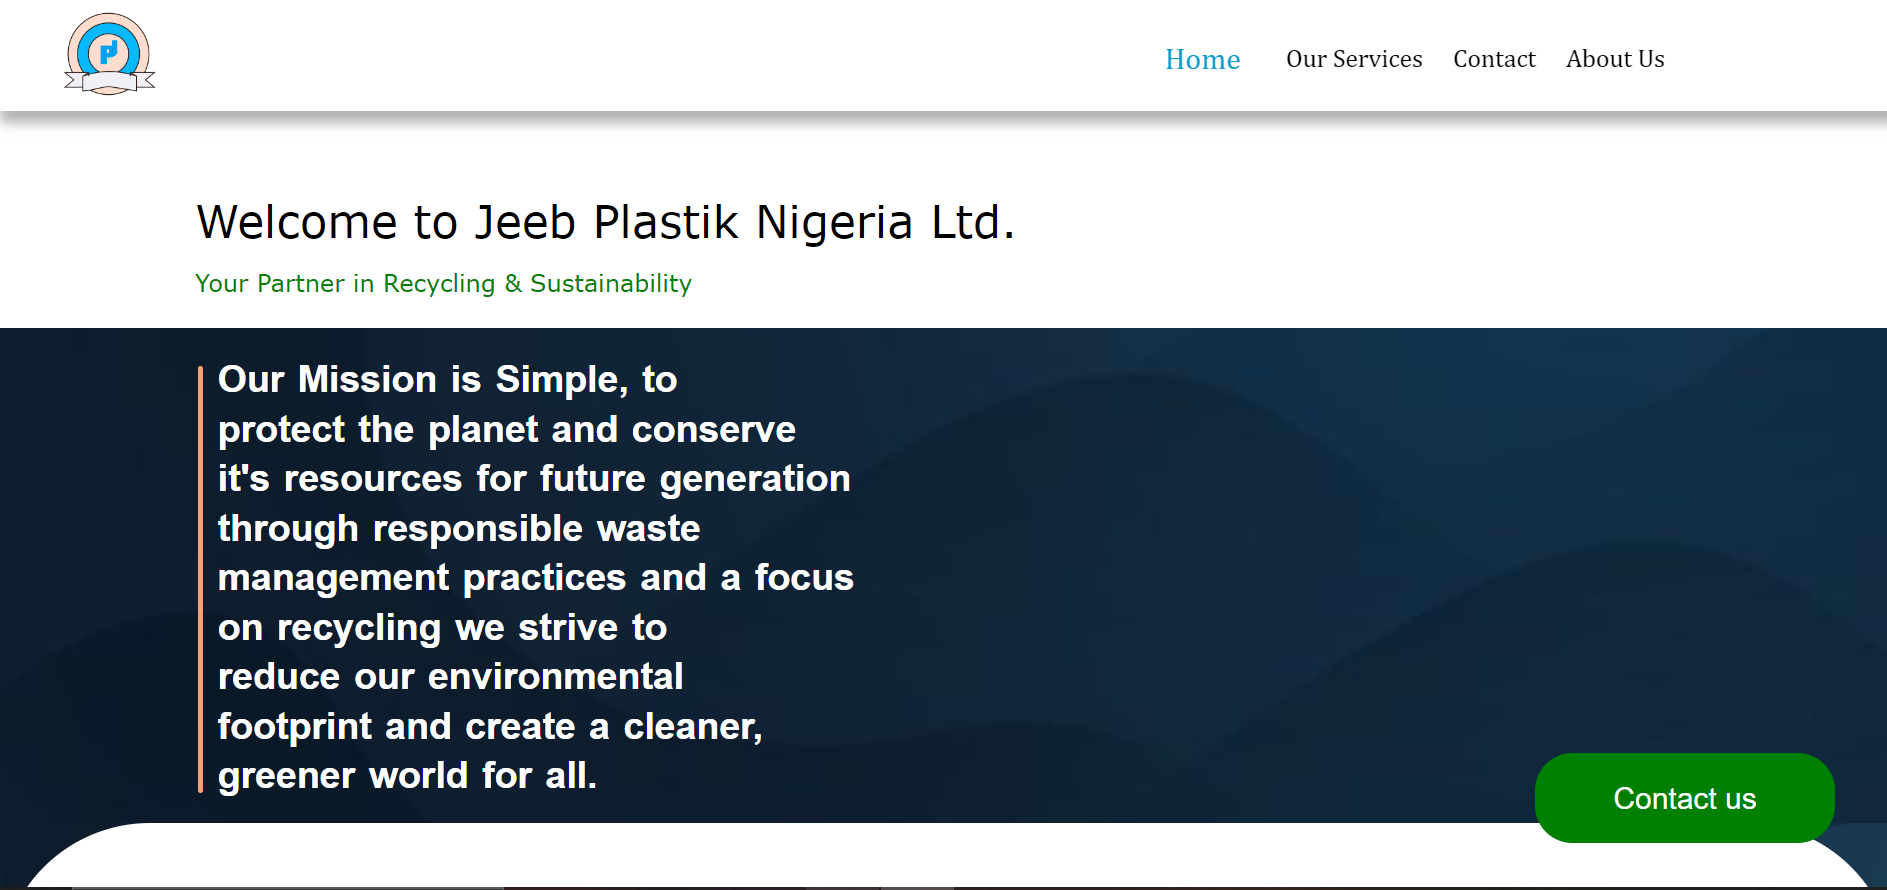 Home Our Services Contact About Us
Welcome to Jeeb Plastik Nigeria Ltd.
Your Partner in Recycling & Sustainability
Our Mission is Simple, to
protect the planet and conserve
it's resources for future generation
through responsible waste
management practices and a focus
on recycling we strive to
reduce our environmental
footprint and create a cleaner,
greener world for all.
Contact us